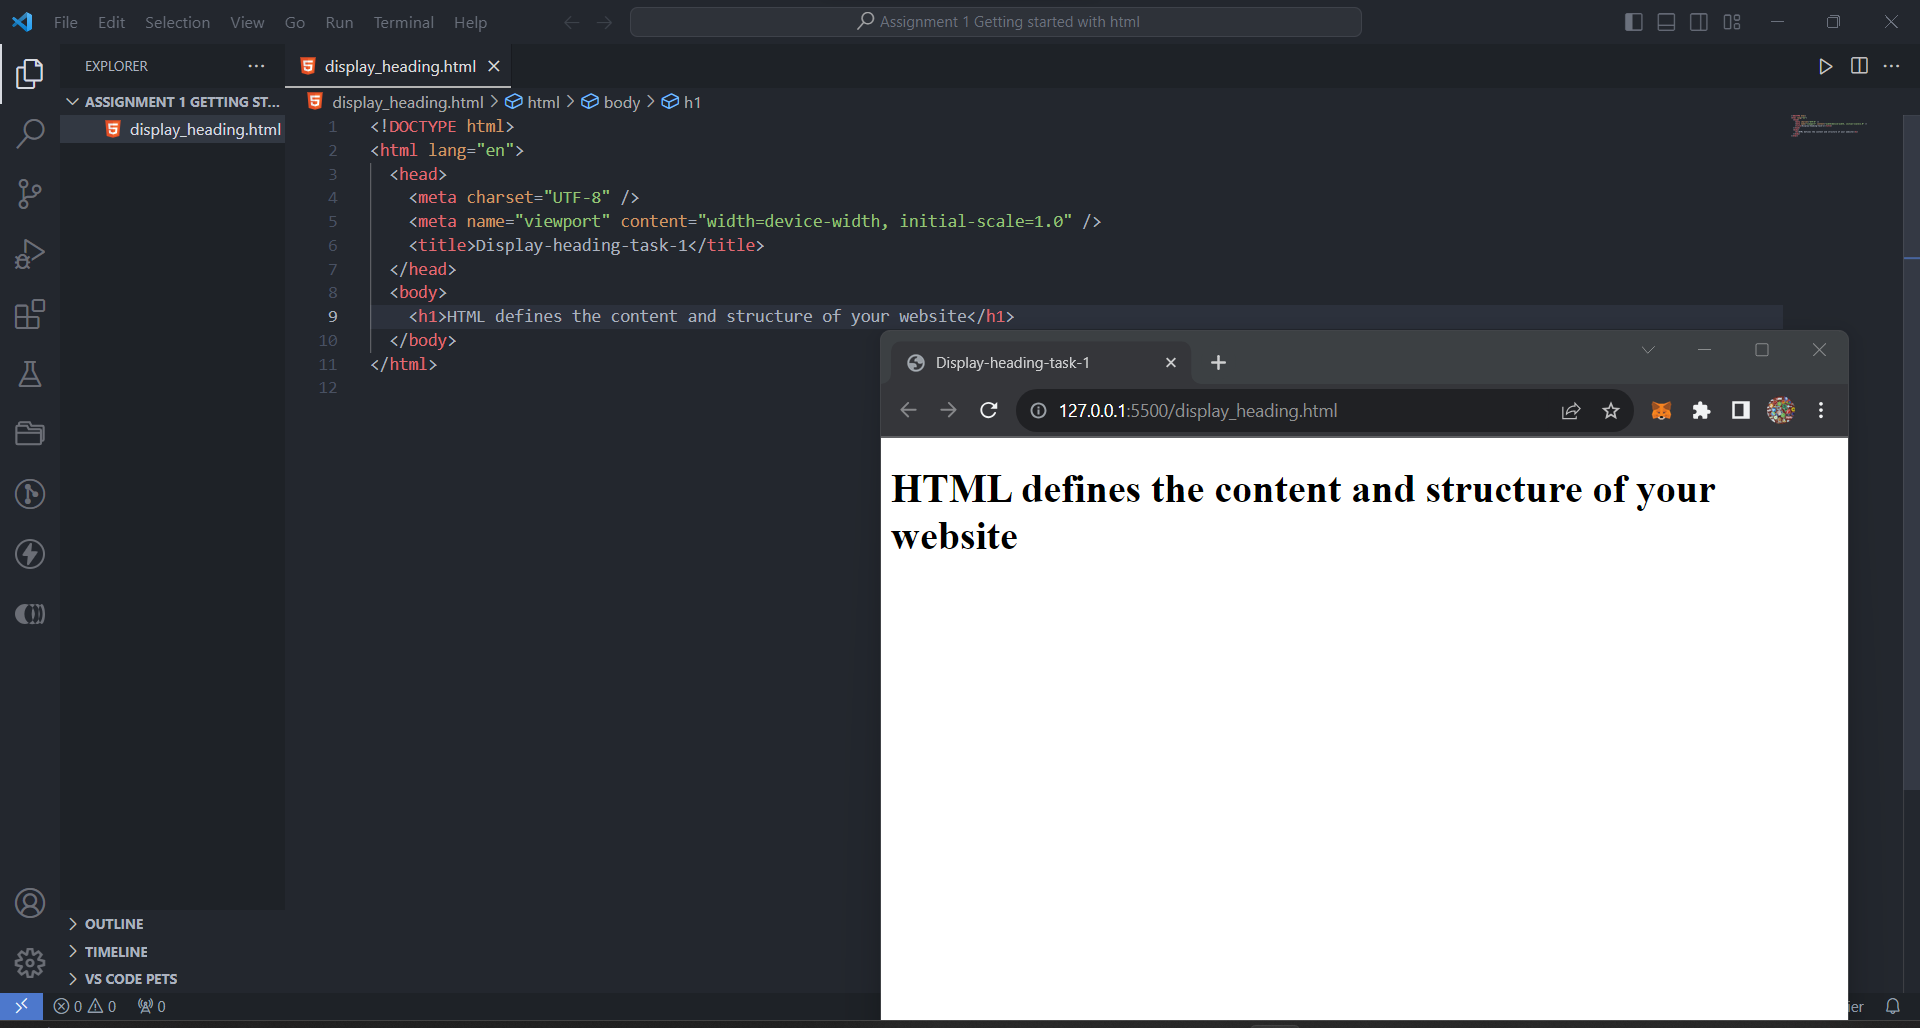 File Edit Selection View Go Run Terminal Help
Assignment 1 Getting started with html
EXPLORER
ASSIGNMENT 1 GETTING ST...
display_heading.html
display_heading.html
display_heading.html > html > body > h1
1 <!DOCTYPE html>
2 <html lang="en">
3 <head>
4 <meta charset="UTF-8" />
5 <meta name="viewport" content="width=device-width, initial-scale=1.0" />
6 <title>Display-heading-task-1</title>
7 </head>
8 <body>
9 <h1>HTML defines the content and structure of your website</h1>
10 </body>
11 </html>
12
Display-heading-task-1
127.0.0.1:5500/display_heading.html
HTML defines the content and structure of your
website
OUTLINE
TIMELINE
VS CODE PETS
0 0 0
ier